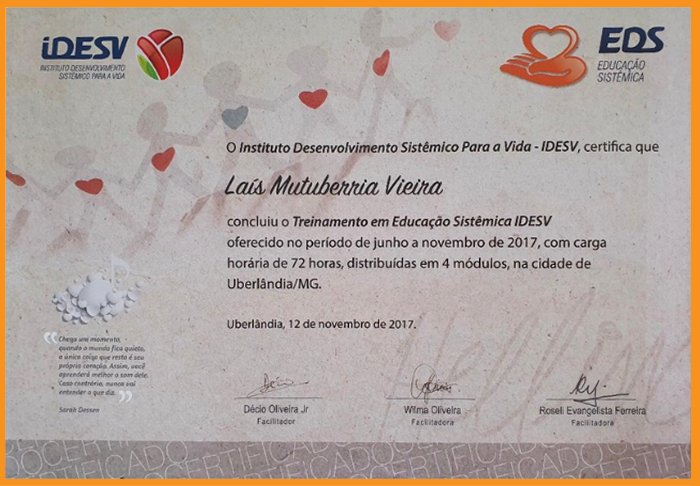 iDESV
INSTITUTO DESENVOLVIMENTO
SISTÊMICO PARA A VIDA
EDS
EDUCAÇÃO
SISTÊMICA
O Instituto Desenvolvimento Sistêmico Para a Vida - IDESV, certifica que
Laís Mutuberria Vieira
concluiu o Treinamento em Educação Sistêmica IDESV
oferecido no período de junho a novembro de 2017, com carga
horária de 72 horas, distribuídas em 4 módulos, na cidade de
Uberlândia/MG.
Uberlândia, 12 de novembro de 2017.
“Chega um momento,
quando o mundo fica quieto,
a única coisa que resta é seu
próprio coração. Assim, você
aprenderá melhor o som dele.
Caso contrário, nunca vai
entender o que diz.”
Sarah Dessen
Décio Oliveira Jr
Facilitador
Wilma Oliveira
Facilitadora
Roseli Evangelista Ferreira
Facilitadora
CERTIFICADO